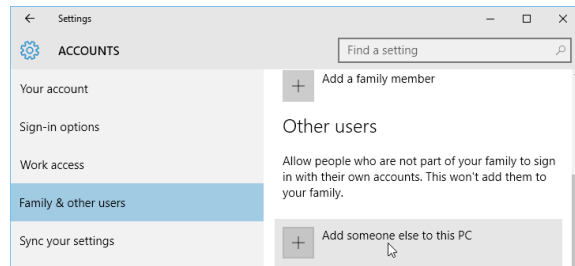 Settings
ACCOUNTS
Find a setting
Your account
Sign-in options
Work access
Family & other users
Sync your settings
Add a family member
Other users
Allow people who are not part of your family to sign
in with their own accounts. This won't add them to
your family.
Add someone else to this PC